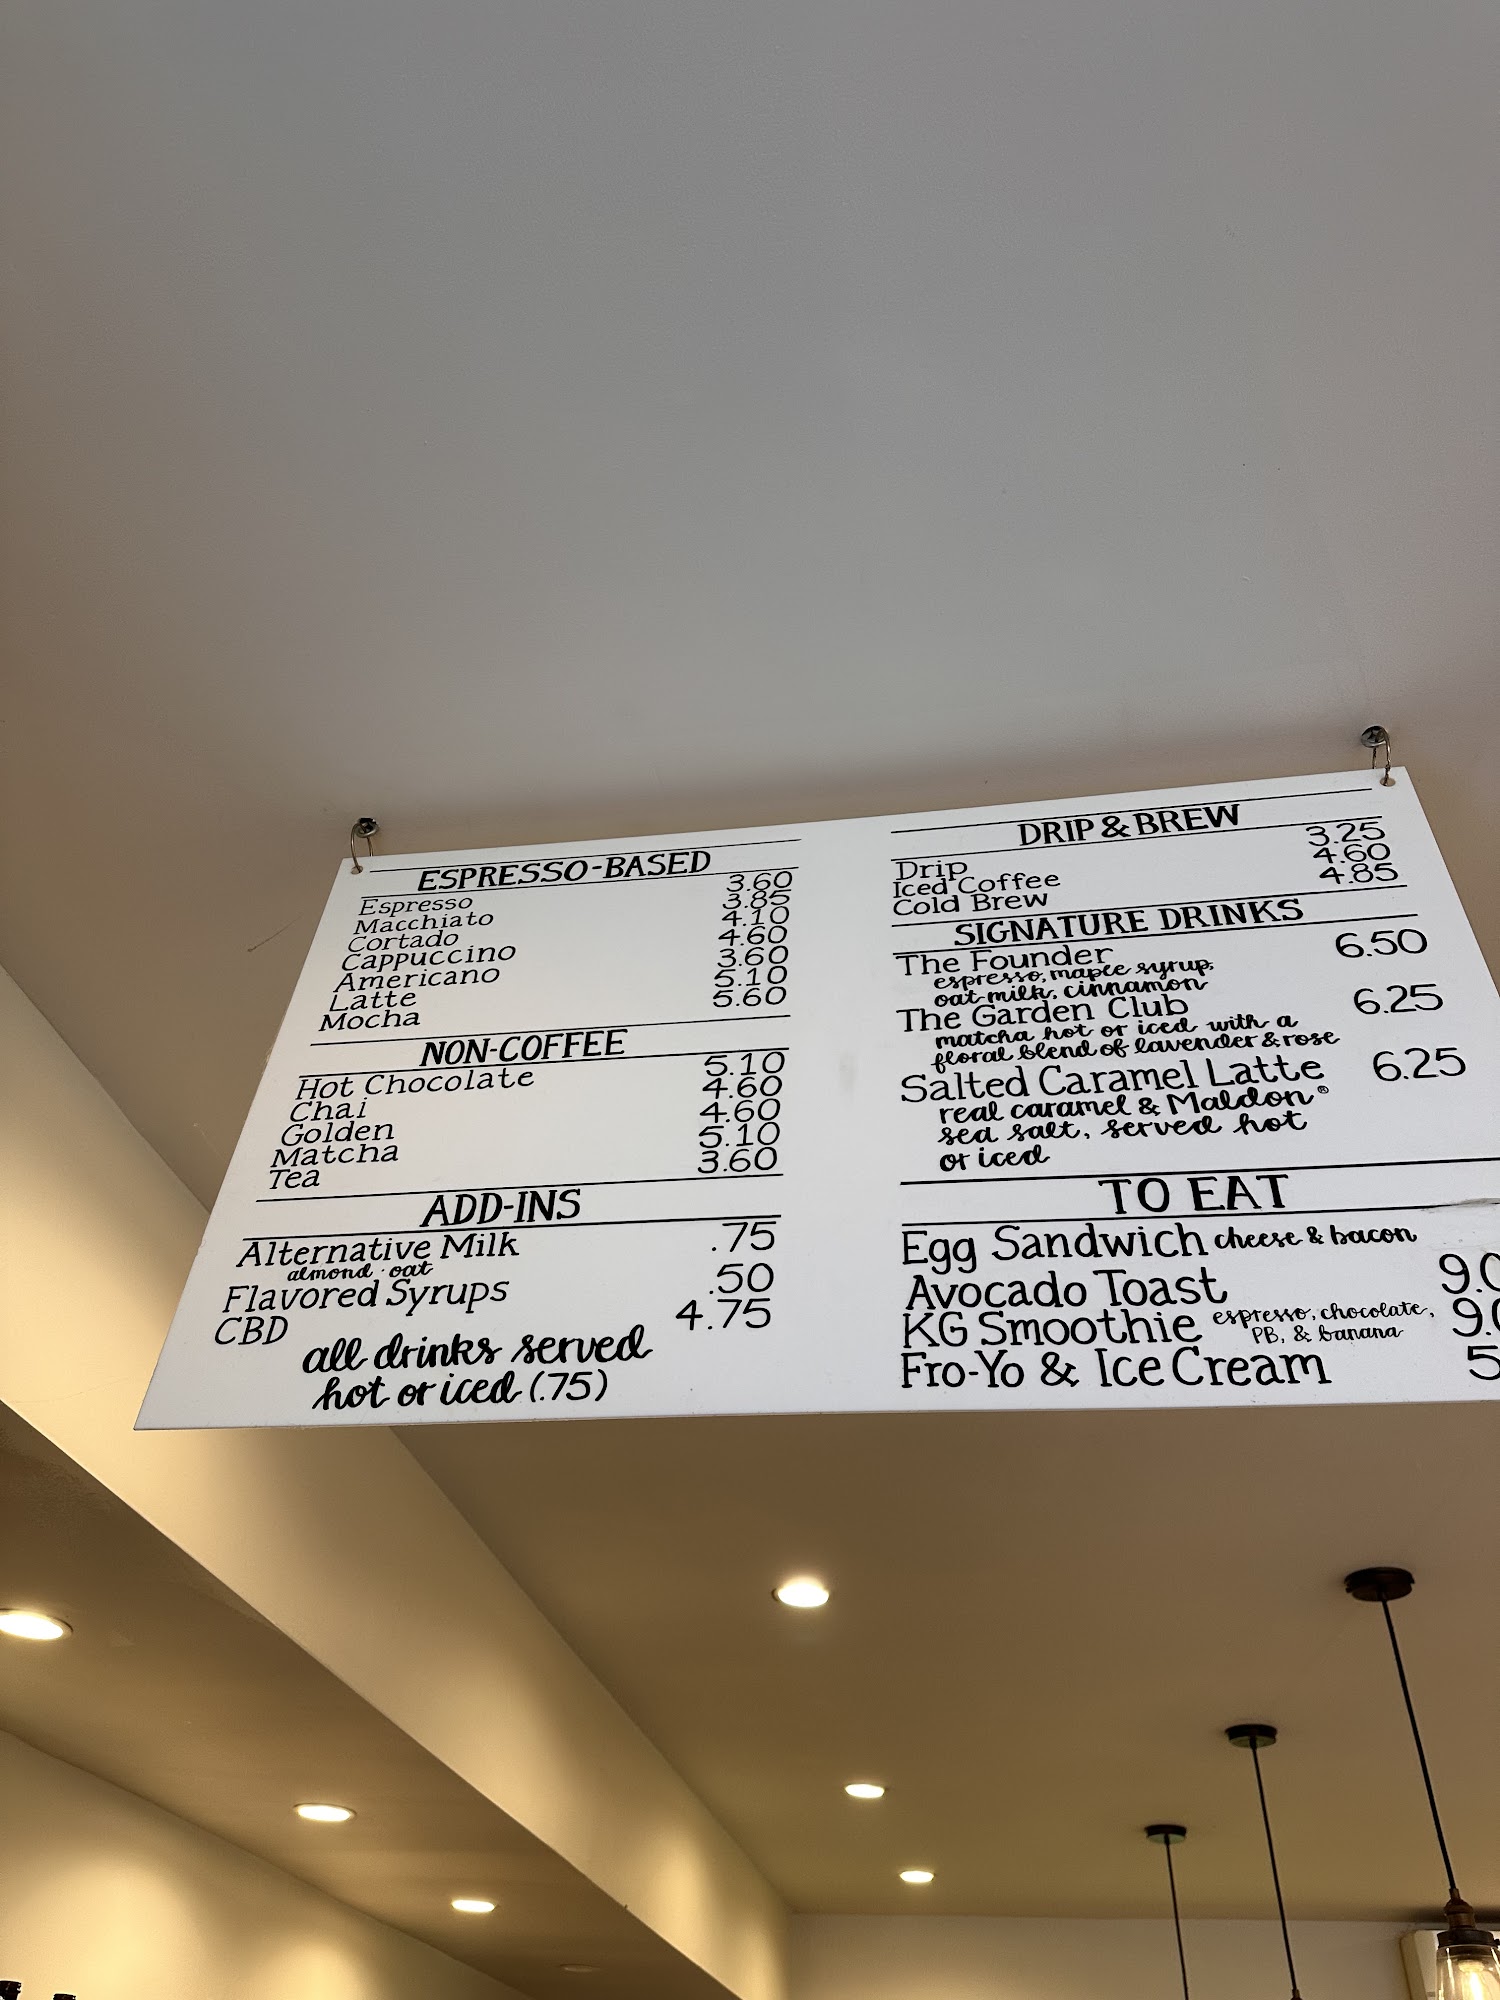 ESPRESSO-BASED
Espresso 3.60
Macchiato 3.85
Cortado 4.10
Cappuccino 4.60
Americano 3.60
Latte 5.10
Mocha 5.60
NON-COFFEE
Hot Chocolate 5.10
Chai 4.60
Golden 4.60
Matcha 5.10
Tea 3.60
ADD-INS
Alternative Milk .75
almond · oat
Flavored Syrups .50
CBD 4.75
all drinks served
hot or iced (.75)
DRIP & BREW
Drip 3.25
Iced Coffee 4.60
Cold Brew 4.85
SIGNATURE DRINKS
The Founder 6.50
espresso, maple syrup,
oat milk, cinnamon
The Garden Club 6.25
matcha hot or iced with a
floral blend of lavender & rose
Salted Caramel Latte 6.25
real caramel & Maldon®
sea salt, served hot
or iced
TO EAT
Egg Sandwich cheese & bacon
Avocado Toast 9.0
KG Smoothie espresso, chocolate, 9.
PB, & banana
Fro-Yo & Ice Cream 5